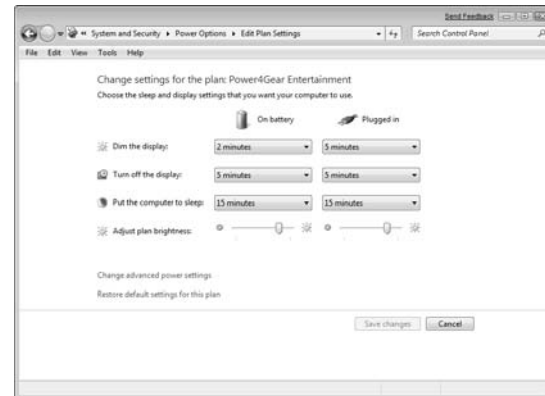 Send Feedback
« System and Security ▸ Power Options ▸ Edit Plan Settings Search Control Panel
File Edit View Tools Help
Change settings for the plan: Power4Gear Entertainment
Choose the sleep and display settings that you want your computer to use.
On battery Plugged in
Dim the display: 2 minutes 5 minutes
Turn off the display: 5 minutes 5 minutes
Put the computer to sleep: 15 minutes 15 minutes
Adjust plan brightness:
Change advanced power settings
Restore default settings for this plan
Save changes Cancel